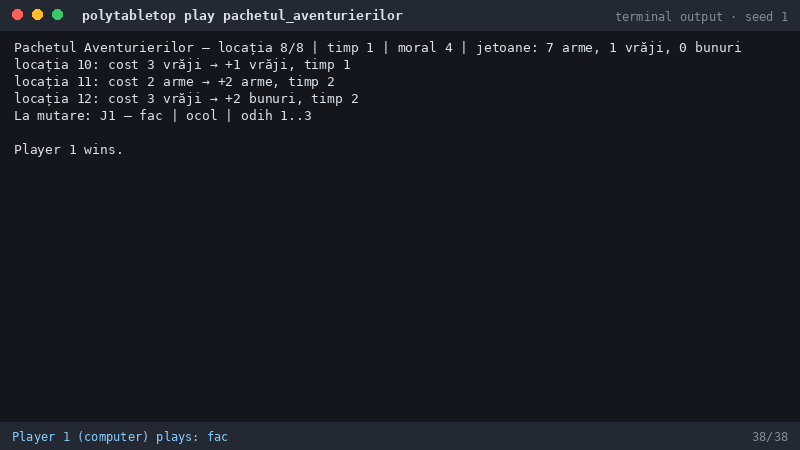 polytabletop play pachetul_aventurierilor
terminal output · seed 1
Pachetul Aventurierilor — locația 8/8 | timp 1 | moral 4 | jetoane: 7 arme, 1 vrăji, 0 bunuri
locația 10: cost 3 vrăji → +1 vrăji, timp 1
locația 11: cost 2 arme → +2 arme, timp 2
locația 12: cost 3 vrăji → +2 bunuri, timp 2
La mutare: J1 — fac | ocol | odih 1..3
Player 1 wins.
Player 1 (computer) plays: fac
38/38